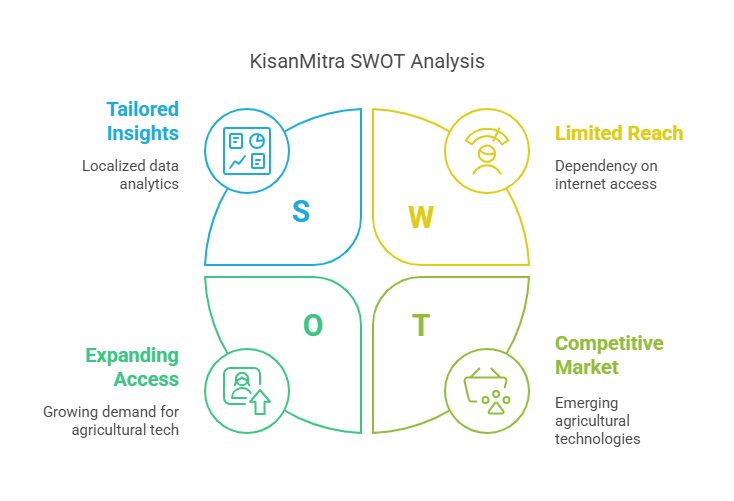 KisanMitra SWOT Analysis
Tailored
Insights
Localized data
analytics
S
W
Limited Reach
Dependency on
internet access
Expanding
Access
Growing demand for
agricultural tech
O
T
Competitive
Market
Emerging
agricultural
technologies